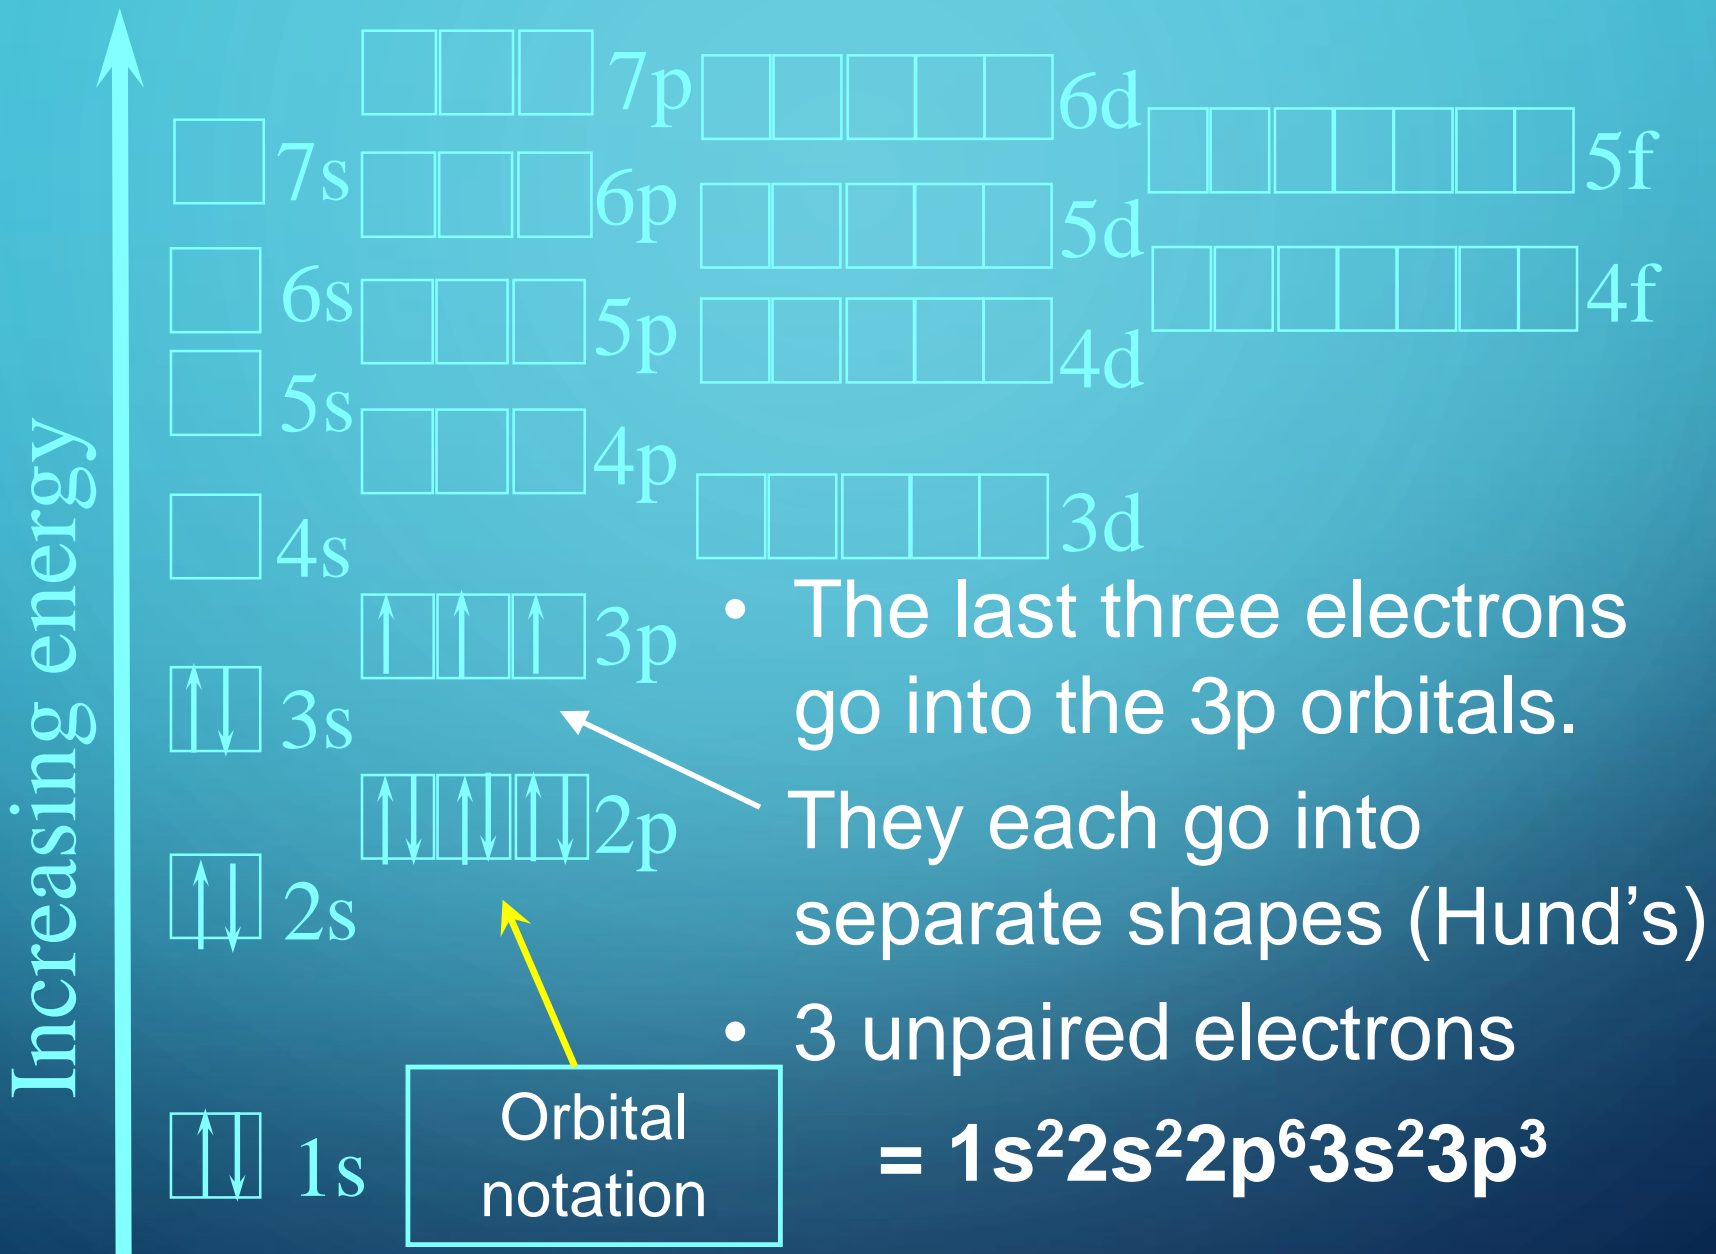 Increasing energy
7p
6d
7s
5f
6p
5d
6s
4f
5p
4d
5s
4p
4s
3d
3p
3s
2p
2s
1s
• The last three electrons
go into the 3p orbitals.
They each go into
separate shapes (Hund’s)
• 3 unpaired electrons
= 1s²2s²2p⁶3s²3p³
Orbital
notation